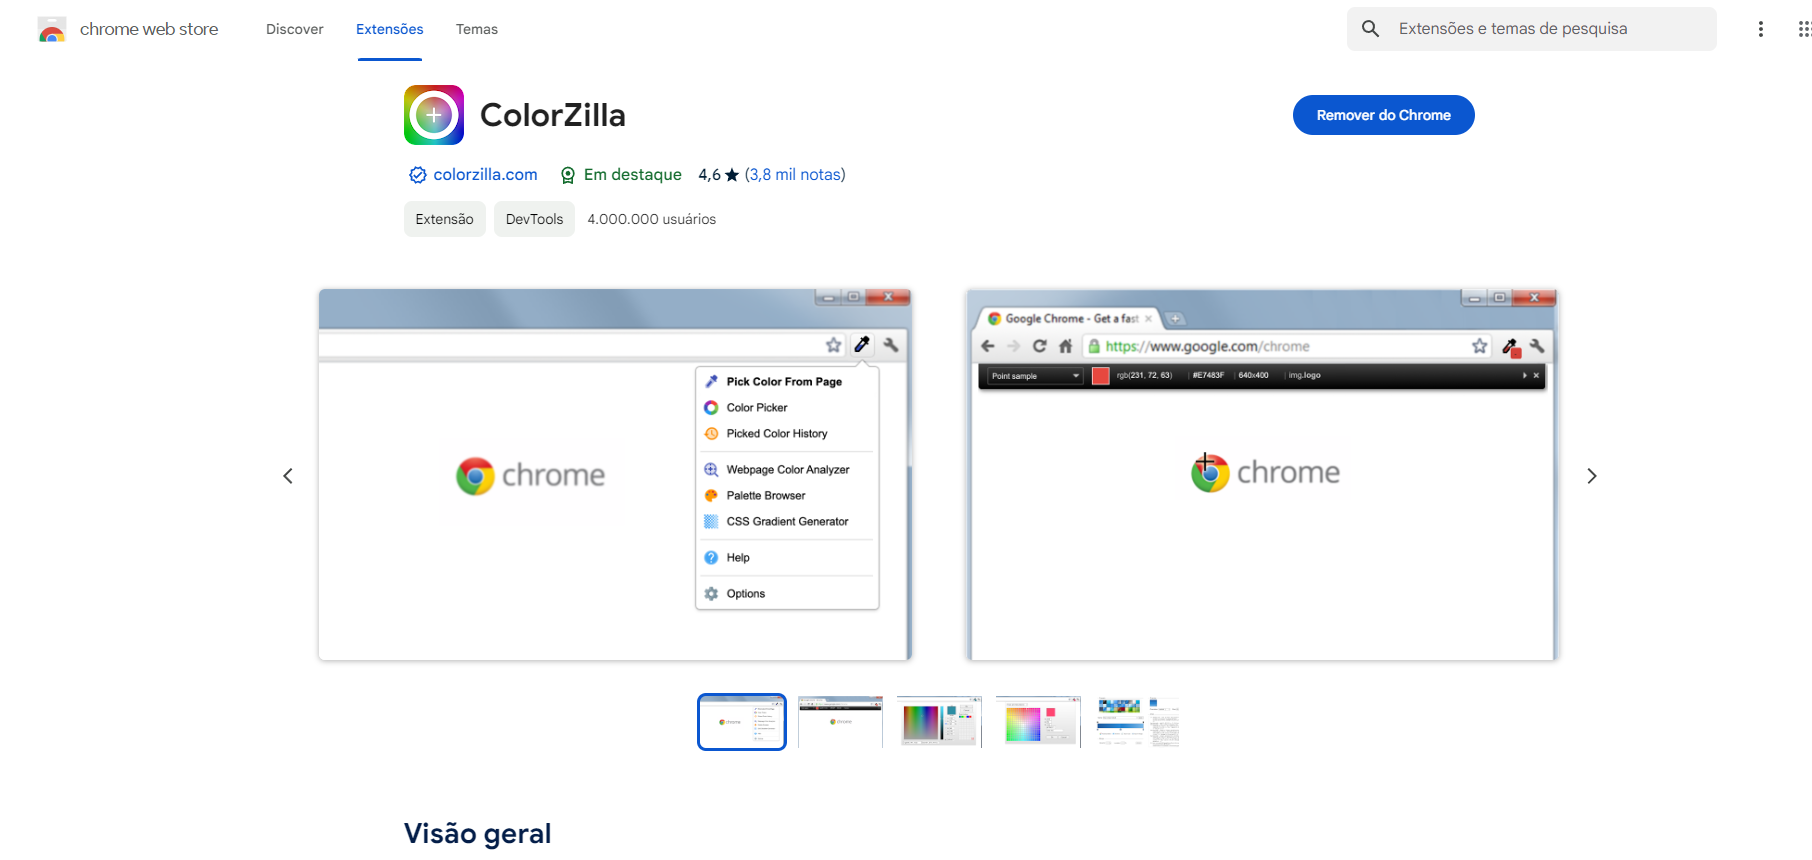 chrome web store
Discover
Extensões
Temas
Extensões e temas de pesquisa
ColorZilla
Remover do Chrome
colorzilla.com
Em destaque
4,6 ★ (3,8 mil notas)
Extensão
DevTools
4.000.000 usuários
Pick Color From Page
Color Picker
Picked Color History
Webpage Color Analyzer
Palette Browser
CSS Gradient Generator
Help
Options
chrome
Google Chrome - Get a fast
https://www.google.com/chrome
Point sample
rgb(231, 72, 63)
#E7483F
640x400
img.logo
chrome
chrome
chrome
Visão geral